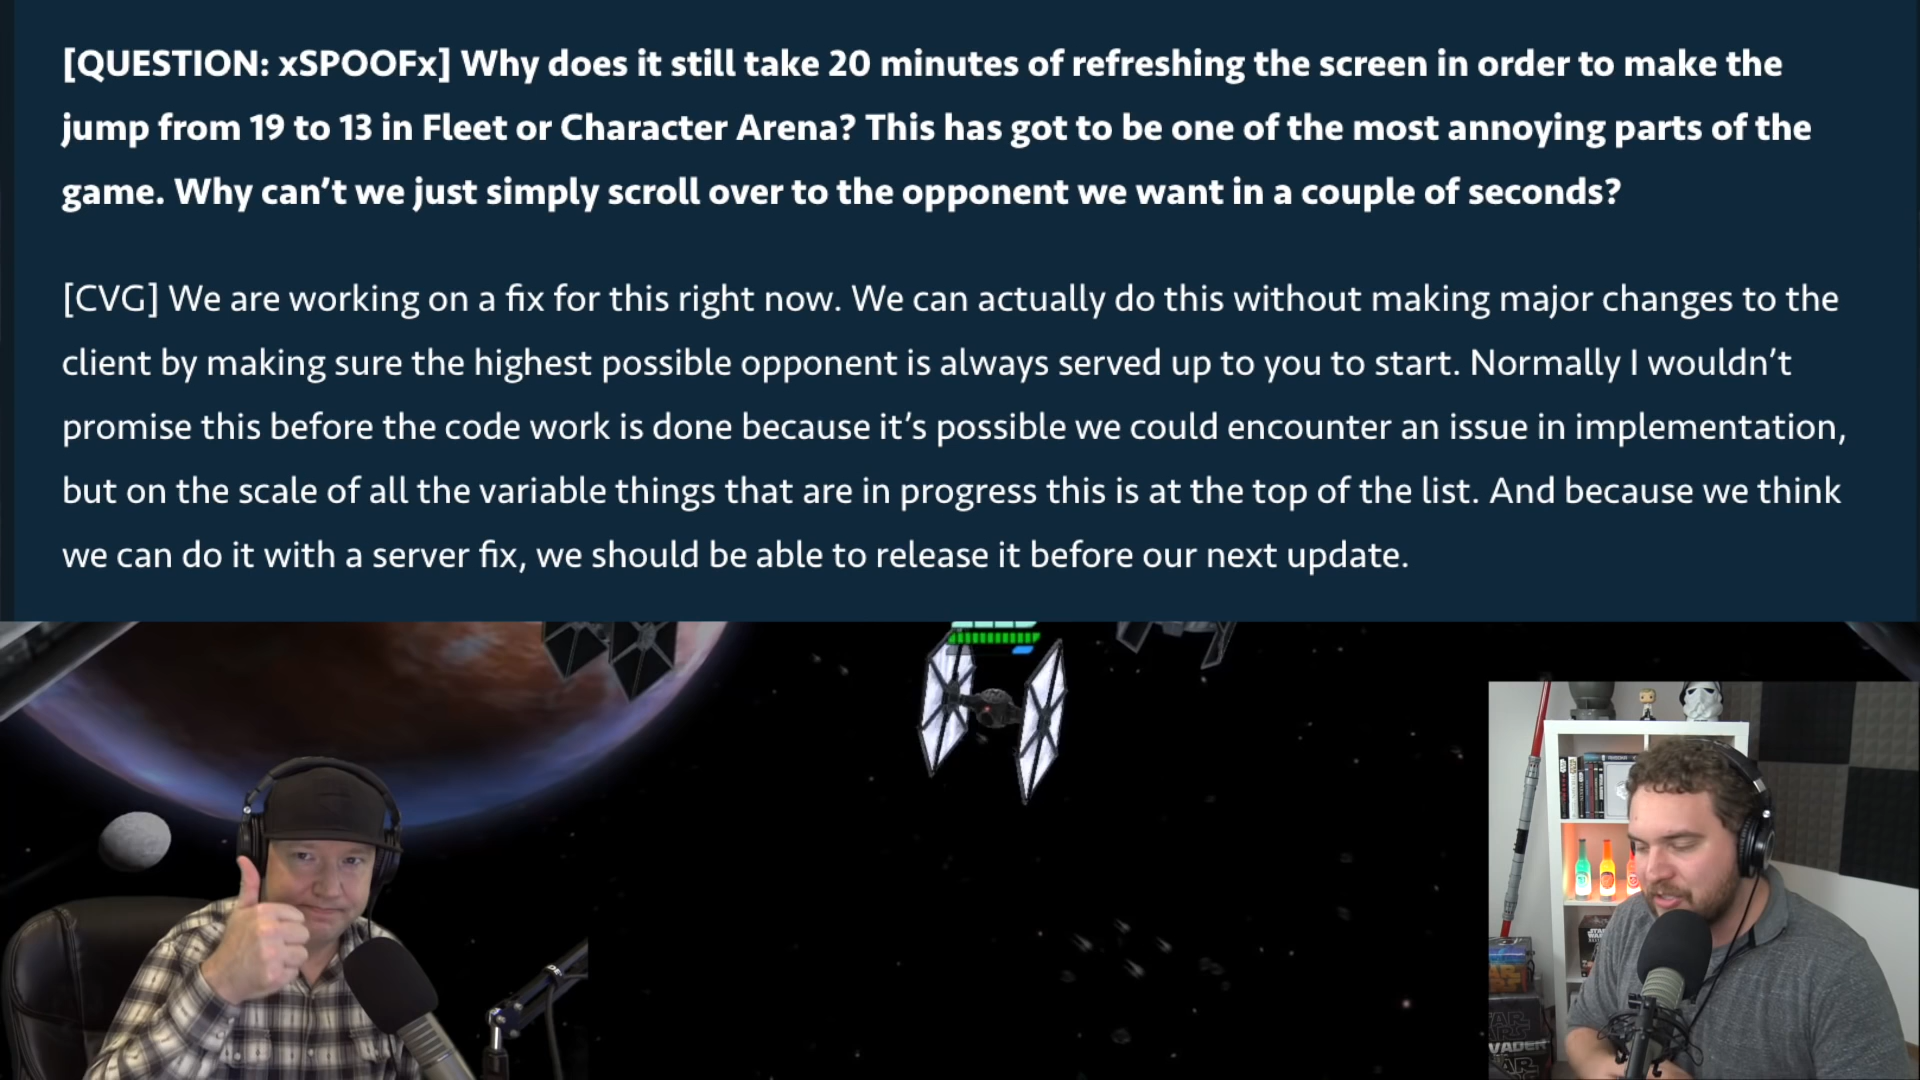 [QUESTION: xSPOOFx] Why does it still take 20 minutes of refreshing the screen in order to make the
jump from 19 to 13 in Fleet or Character Arena? This has got to be one of the most annoying parts of the
game. Why can’t we just simply scroll over to the opponent we want in a couple of seconds?
[CVG] We are working on a fix for this right now. We can actually do this without making major changes to the
client by making sure the highest possible opponent is always served up to you to start. Normally I wouldn’t
promise this before the code work is done because it’s possible we could encounter an issue in implementation,
but on the scale of all the variable things that are in progress this is at the top of the list. And because we think
we can do it with a server fix, we should be able to release it before our next update.
STAR
WARS